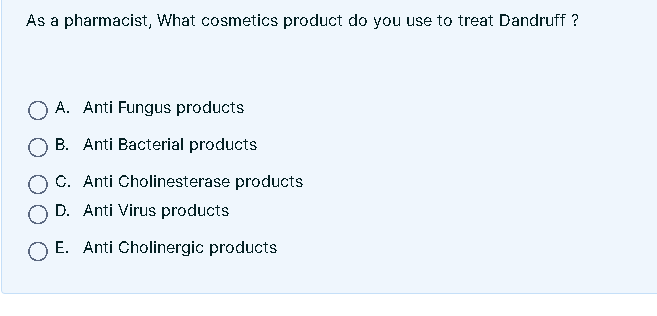 As a pharmacist, What cosmetics product do you use to treat Dandruff ?
A. Anti Fungus products
B. Anti Bacterial products
C. Anti Cholinesterase products
D. Anti Virus products
E. Anti Cholinergic products